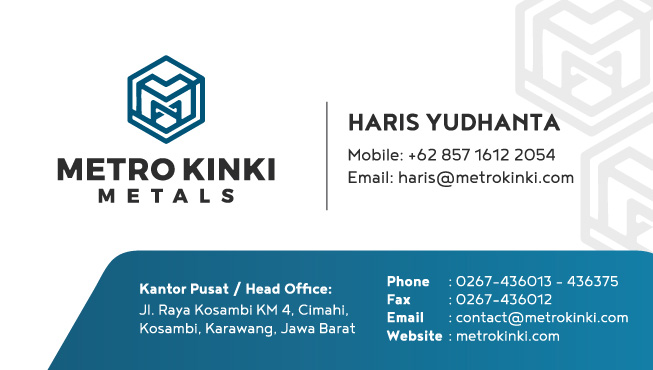 METRO KINKI
METALS
HARIS YUDHANTA
Mobile: +62 857 1612 2054
Email: haris@metrokinki.com
Kantor Pusat / Head Office:
Jl. Raya Kosambi KM 4, Cimahi,
Kosambi, Karawang, Jawa Barat
Phone : 0267-436013 - 436375
Fax : 0267-436012
Email : contact@metrokinki.com
Website : metrokinki.com